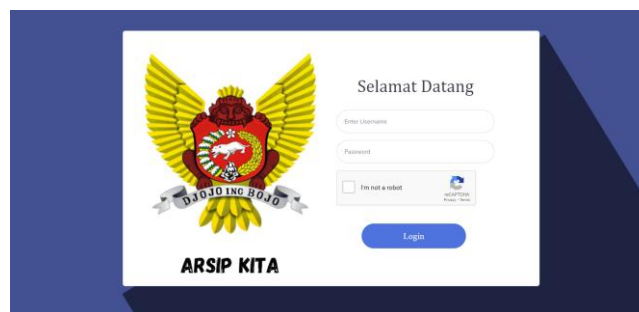 Selamat Datang
Enter Username
Password
I'm not a robot
reCAPTCHA
Privacy - Terms
Login
DJOJO ING BOJO
ARSIP KITA